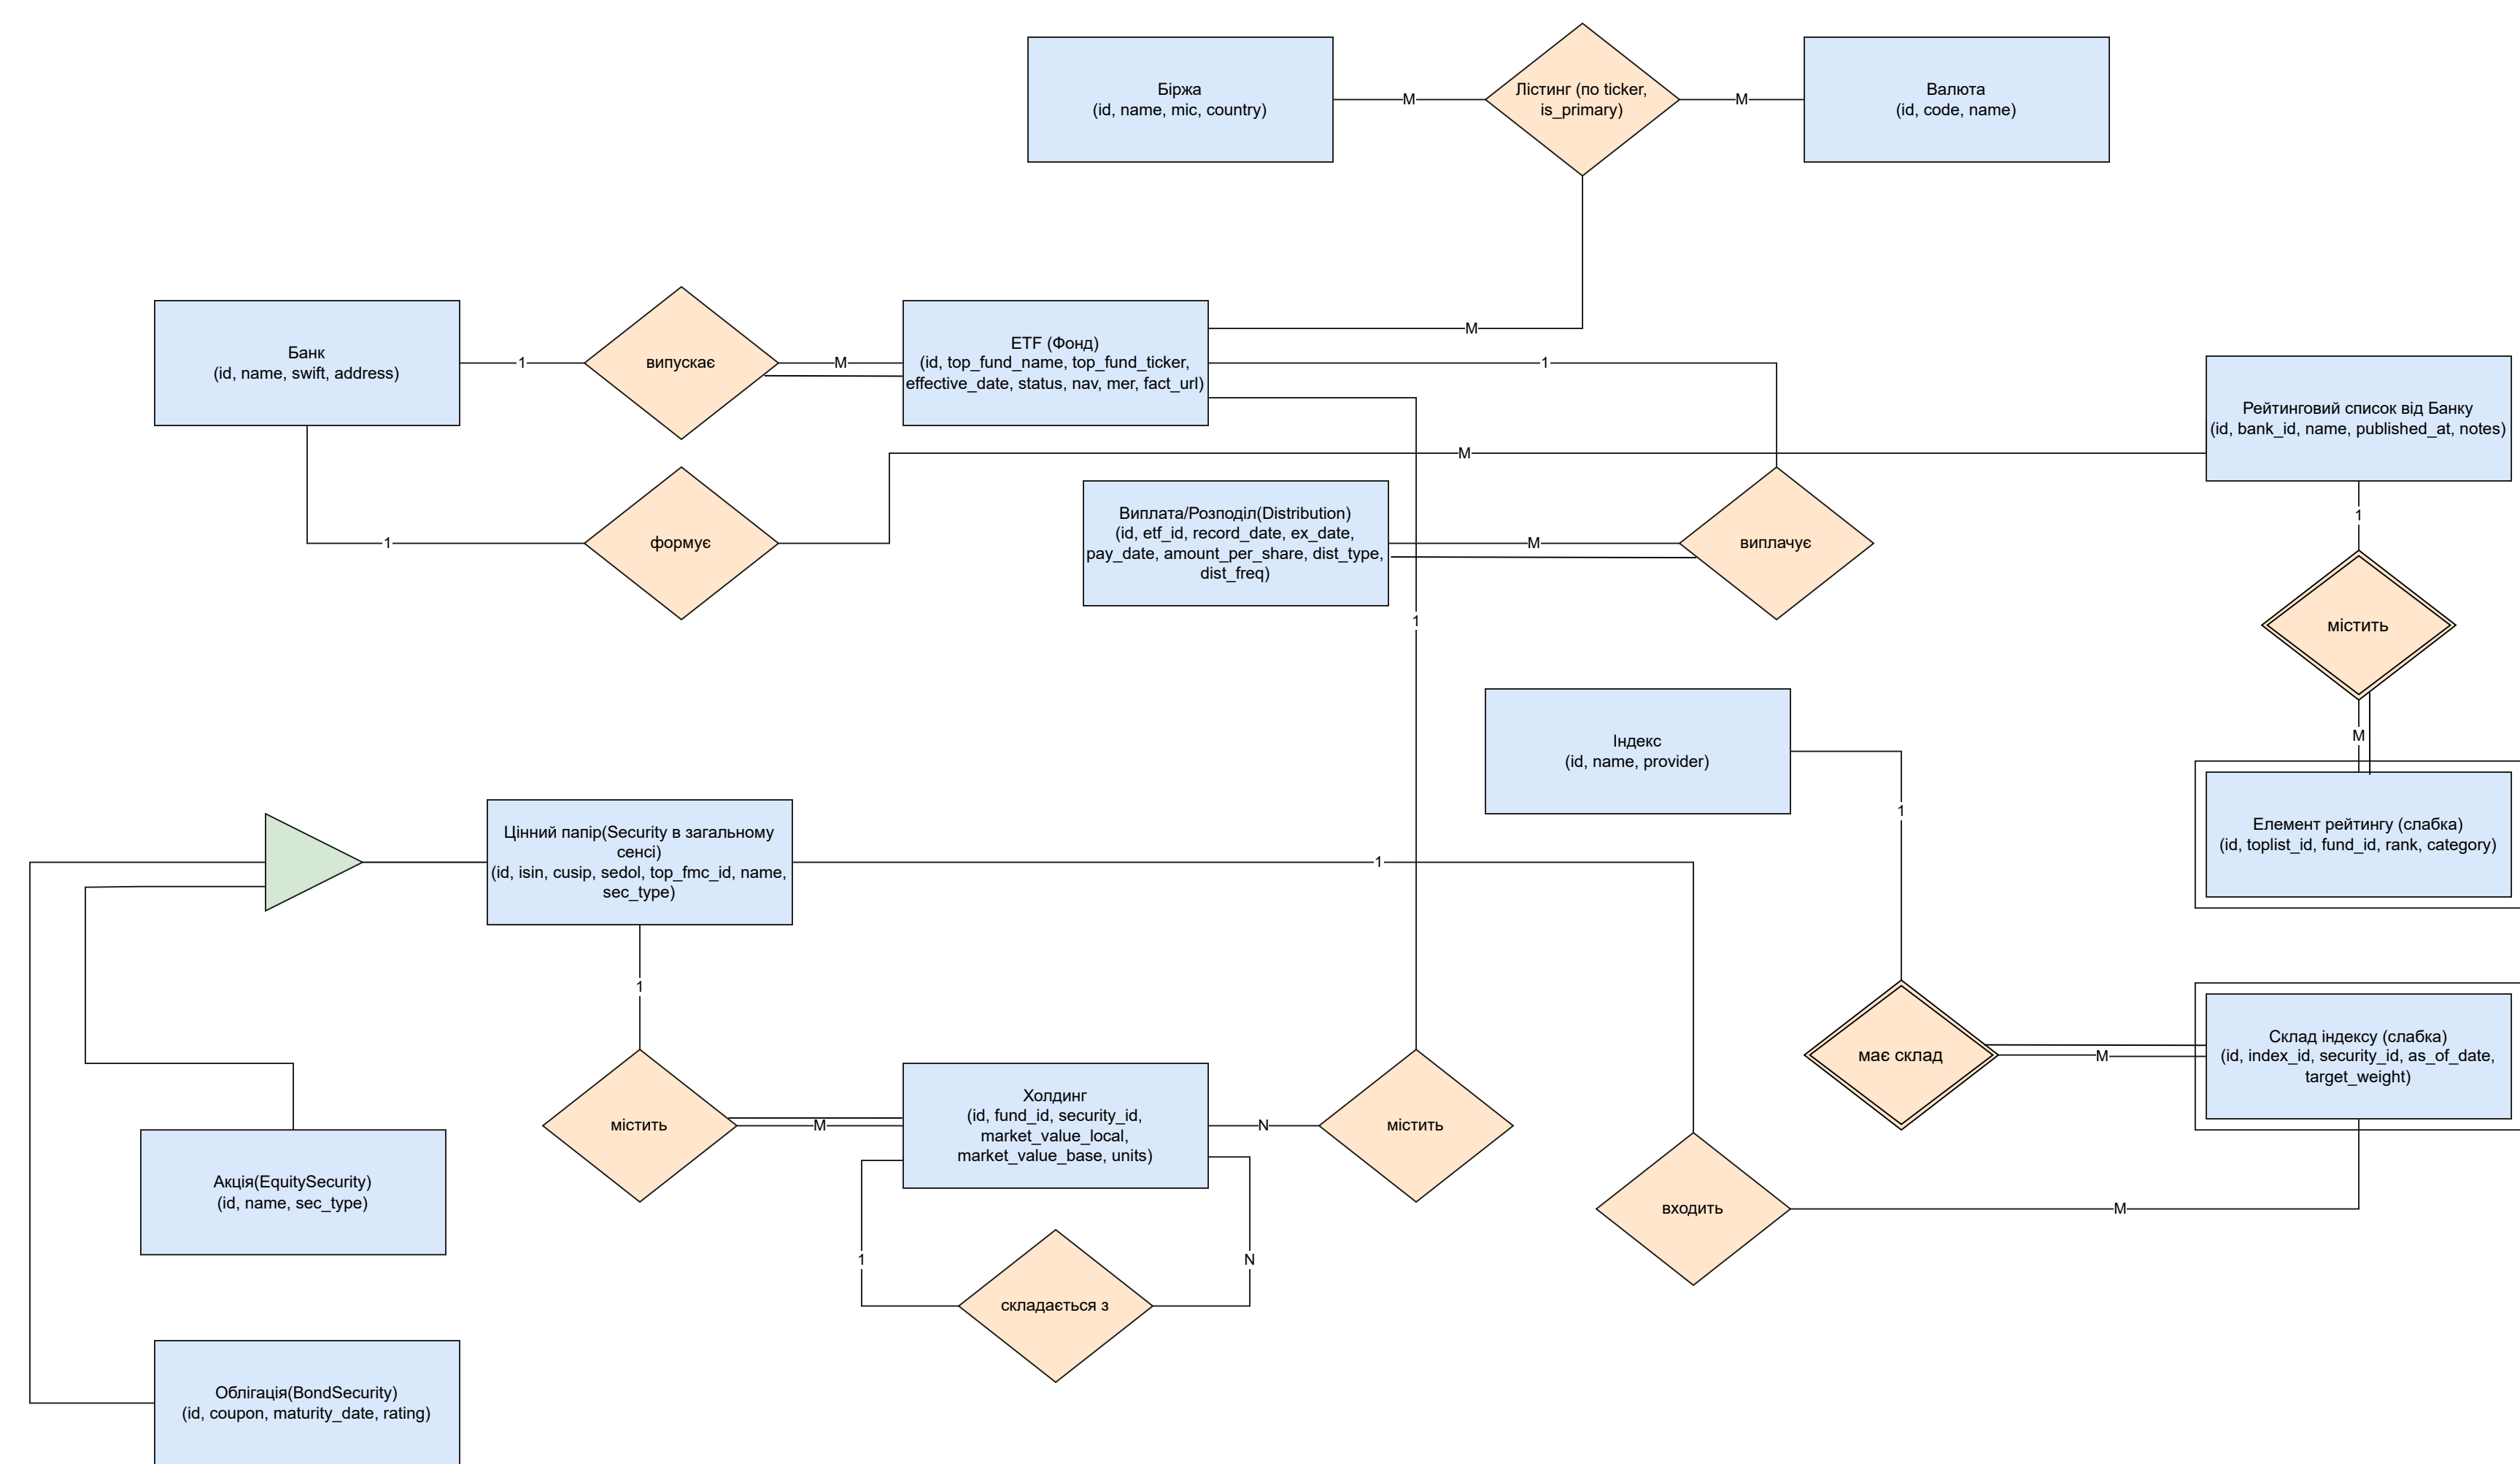 Біржа
(id, name, mic, country)
M
Лістинг (по ticker,
is_primary)
M
Валюта
(id, code, name)
Банк
(id, name, swift, address)
1
випускає
M
ETF (Фонд)
(id, top_fund_name, top_fund_ticker,
effective_date, status, nav, mer, fact_url)
M
1
M
Рейтинговий список від Банку
(id, bank_id, name, published_at, notes)
1
формує
Виплата/Розподіл(Distribution)
(id, etf_id, record_date, ex_date,
pay_date, amount_per_share, dist_type,
dist_freq)
M
виплачує
1
містить
M
1
Індекс
(id, name, provider)
1
Елемент рейтингу (слабка)
(id, toplist_id, fund_id, rank, category)
Цінний папір(Security в загальному
сенсі)
(id, isin, cusip, sedol, top_fmc_id, name,
sec_type)
1
1
має склад
M
Склад індексу (слабка)
(id, index_id, security_id, as_of_date,
target_weight)
містить
M
Холдинг
(id, fund_id, security_id,
market_value_local,
market_value_base, units)
N
містить
Акція(EquitySecurity)
(id, name, sec_type)
входить
M
1
складається з
N
Облігація(BondSecurity)
(id, coupon, maturity_date, rating)